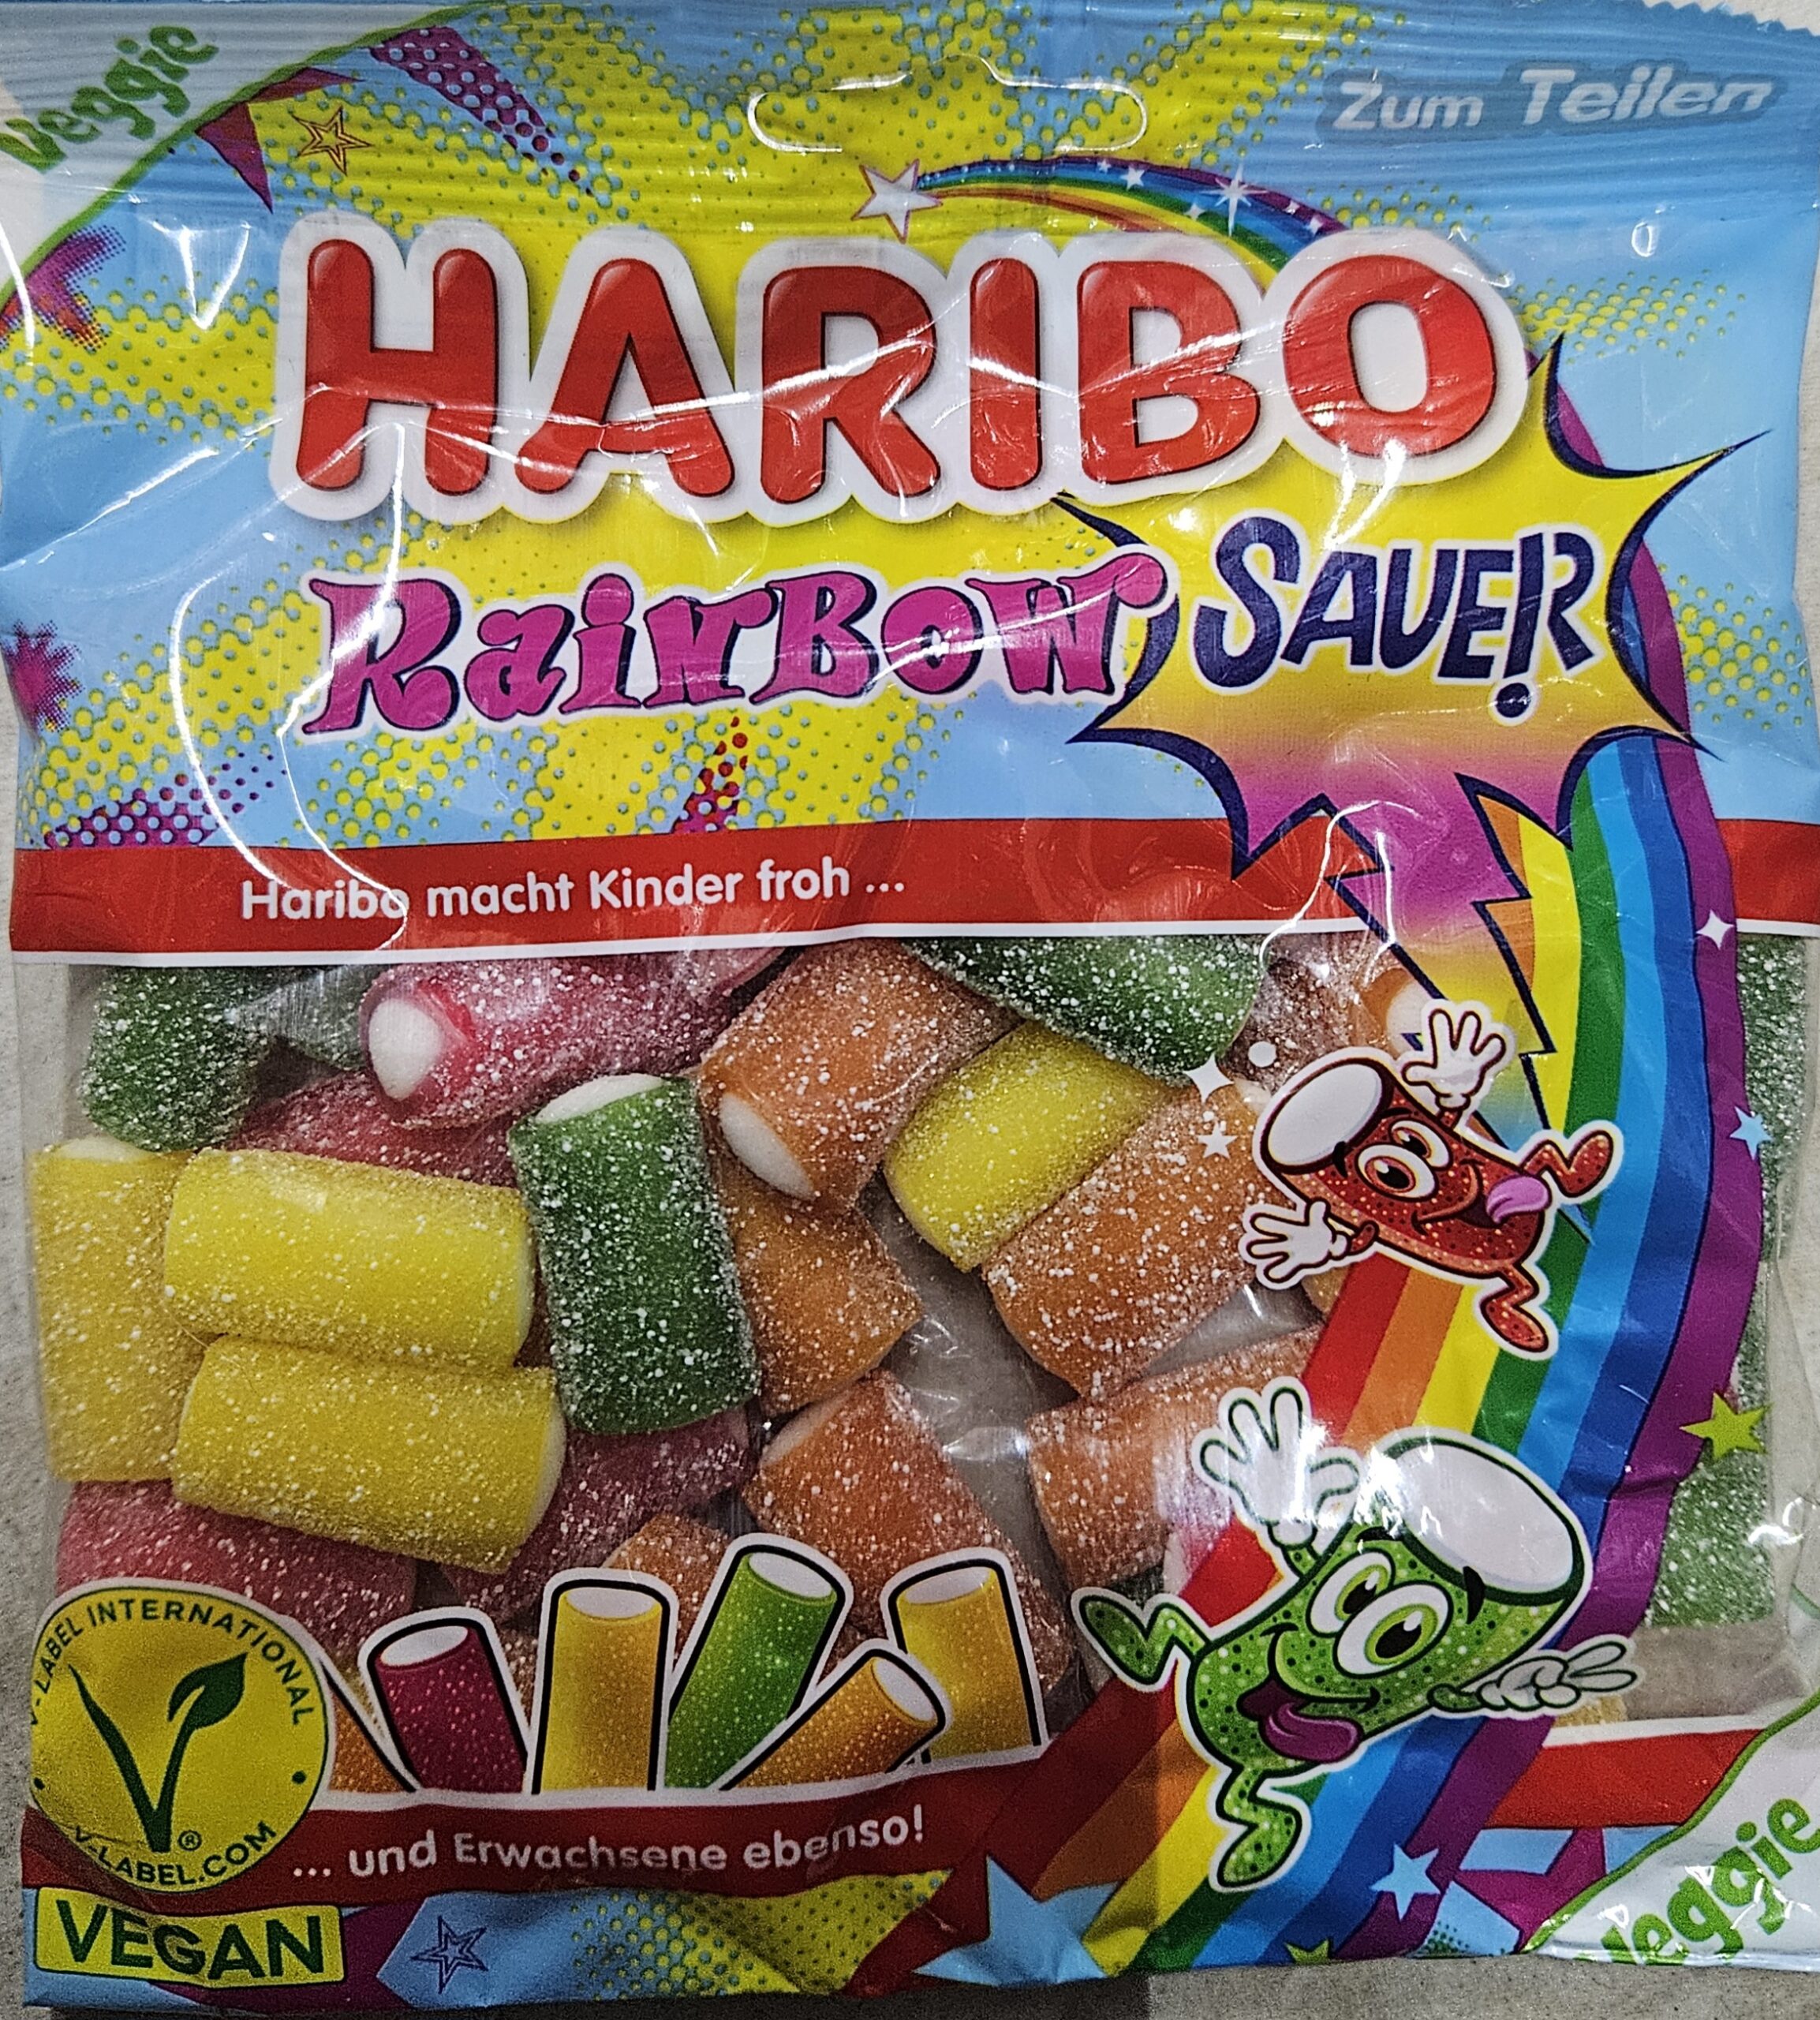 Veggie
Zum Teilen
HARIBO
RainBow SAUER!
Haribo macht Kinder froh ...
V-LABEL INTERNATIONAL
V-LABEL.COM
®
... und Erwachsene ebenso!
VEGAN
Veggie